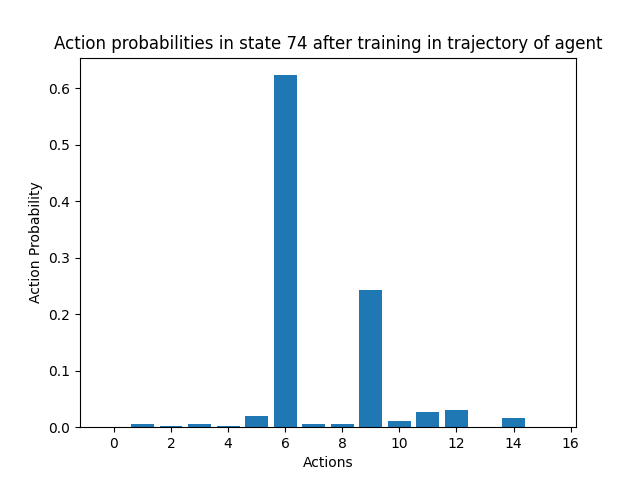 Action probabilities in state 74 after training in trajectory of agent
0.6
0.5
0.4
0.3
0.2
0.1
0.0
Action Probability
0 2 4 6 8 10 12 14 16
Actions